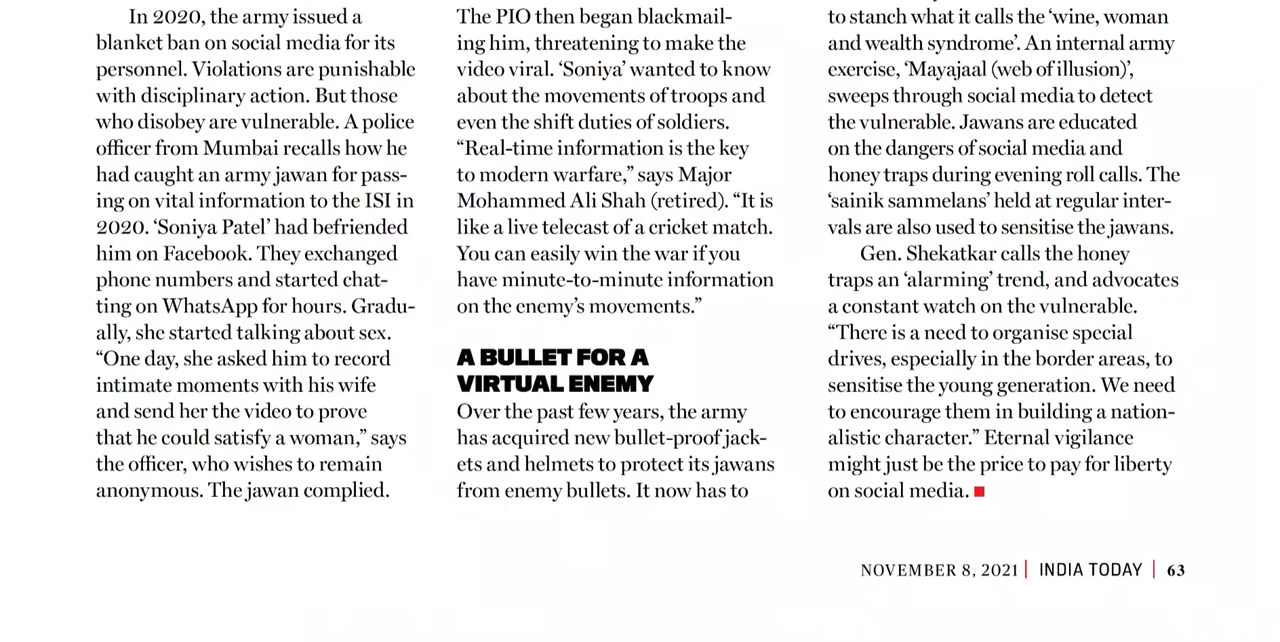 In 2020, the army issued a
blanket ban on social media for its
personnel. Violations are punishable
with disciplinary action. But those
who disobey are vulnerable. A police
officer from Mumbai recalls how he
had caught an army jawan for pass-
ing on vital information to the ISI in
2020. ‘Soniya Patel’ had befriended
him on Facebook. They exchanged
phone numbers and started chat-
ting on WhatsApp for hours. Gradu-
ally, she started talking about sex.
“One day, she asked him to record
intimate moments with his wife
and send her the video to prove
that he could satisfy a woman,” says
the officer, who wishes to remain
anonymous. The jawan complied.
The PIO then began blackmail-
ing him, threatening to make the
video viral. ‘Soniya’ wanted to know
about the movements of troops and
even the shift duties of soldiers.
“Real-time information is the key
to modern warfare,” says Major
Mohammed Ali Shah (retired). “It is
like a live telecast of a cricket match.
You can easily win the war if you
have minute-to-minute information
on the enemy’s movements.”
A BULLET FOR A
VIRTUAL ENEMY
Over the past few years, the army
has acquired new bullet-proof jack-
ets and helmets to protect its jawans
from enemy bullets. It now has to
to stanch what it calls the ‘wine, woman
and wealth syndrome’. An internal army
exercise, ‘Mayajaal (web of illusion)’,
sweeps through social media to detect
the vulnerable. Jawans are educated
on the dangers of social media and
honey traps during evening roll calls. The
‘sainik sammelans’ held at regular inter-
vals are also used to sensitise the jawans.
Gen. Shekatkar calls the honey
traps an ‘alarming’ trend, and advocates
a constant watch on the vulnerable.
“There is a need to organise special
drives, especially in the border areas, to
sensitise the young generation. We need
to encourage them in building a nation-
alistic character.” Eternal vigilance
might just be the price to pay for liberty
on social media.
NOVEMBER 8, 2021 | INDIA TODAY | 63